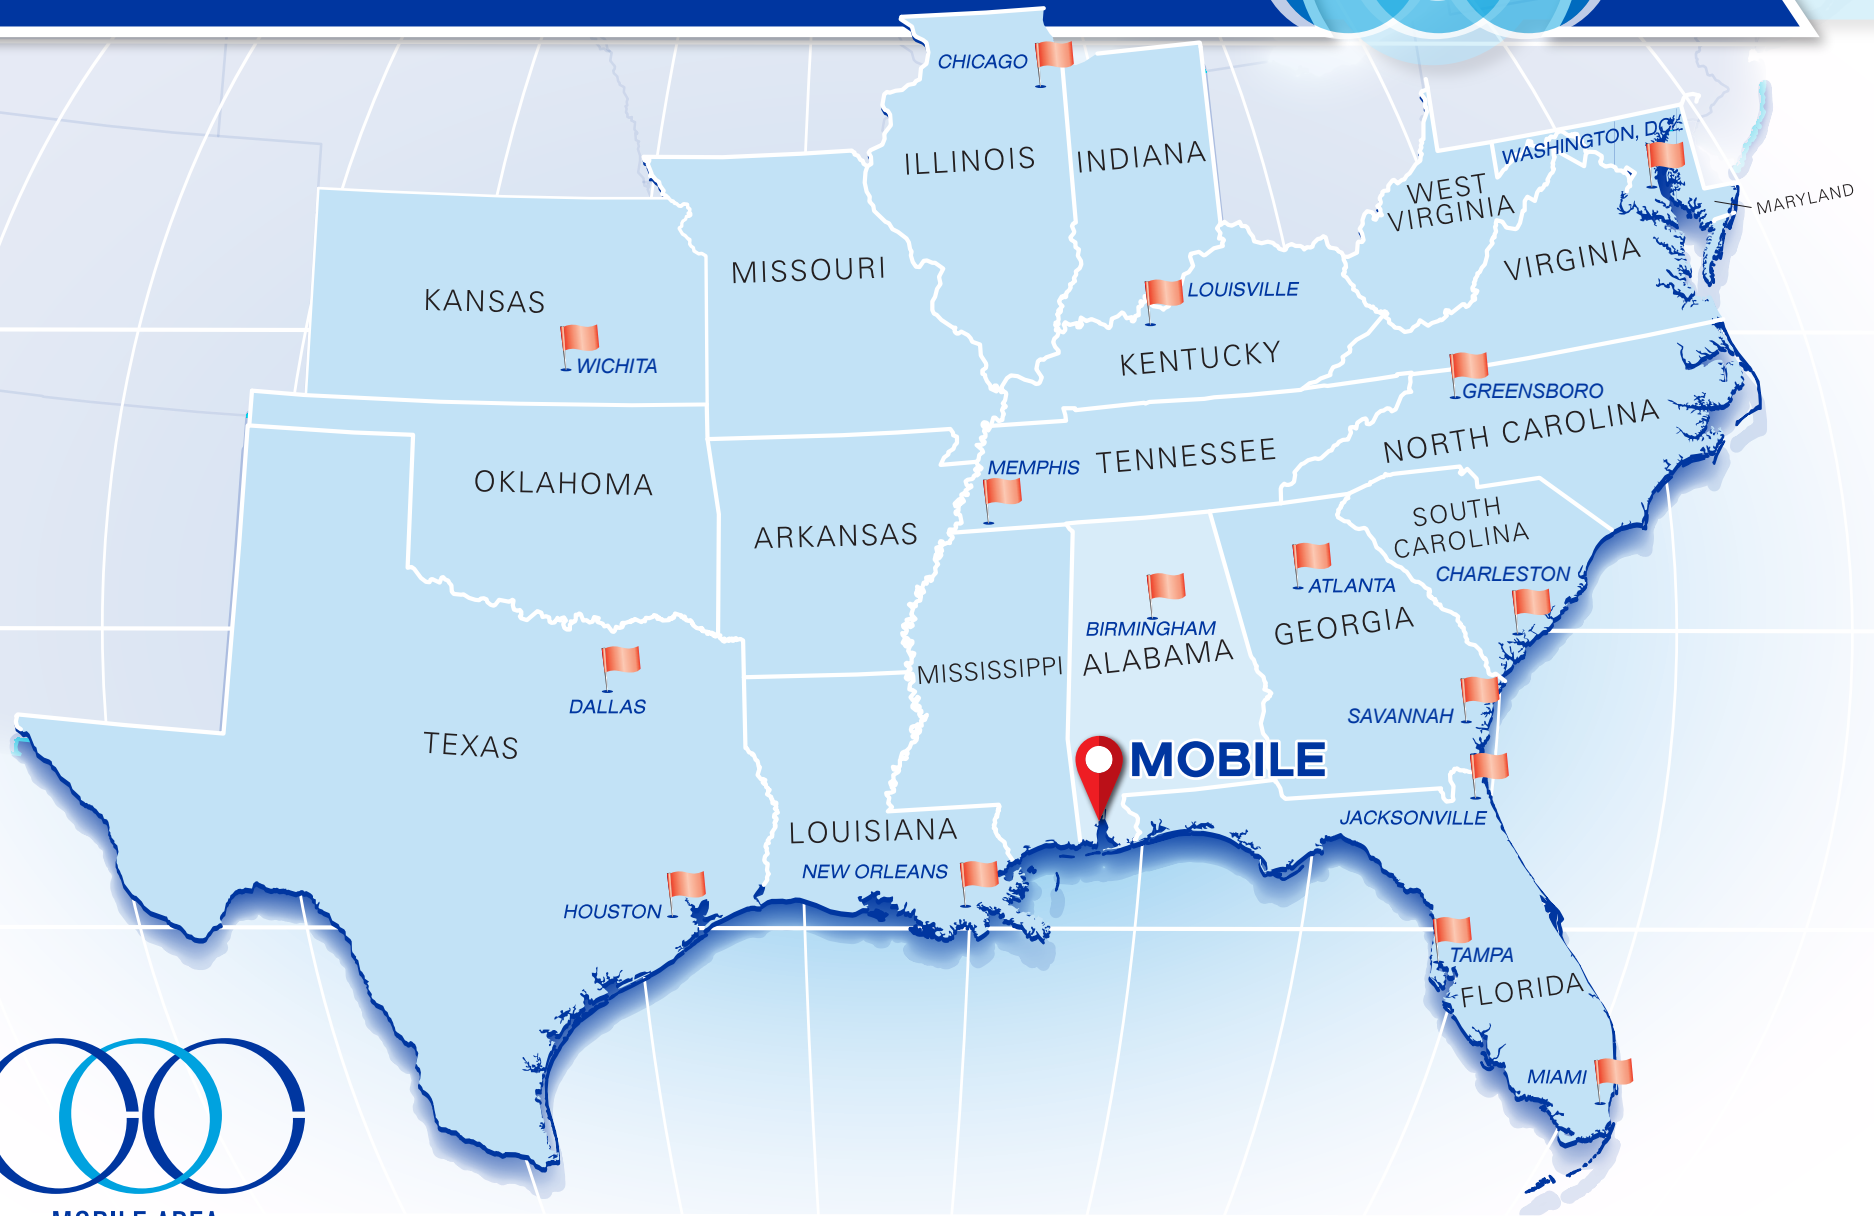 CHICAGO
ILLINOIS
INDIANA
WASHINGTON, DC
WEST
VIRGINIA
MARYLAND
VIRGINIA
MISSOURI
KANSAS
WICHITA
LOUISVILLE
KENTUCKY
GREENSBORO
NORTH CAROLINA
TENNESSEE
MEMPHIS
OKLAHOMA
ARKANSAS
SOUTH
CAROLINA
CHARLESTON
ATLANTA
GEORGIA
BIRMINGHAM
ALABAMA
MISSISSIPPI
DALLAS
TEXAS
SAVANNAH
MOBILE
JACKSONVILLE
LOUISIANA
NEW ORLEANS
HOUSTON
TAMPA
FLORIDA
MIAMI
MOBILE AREA